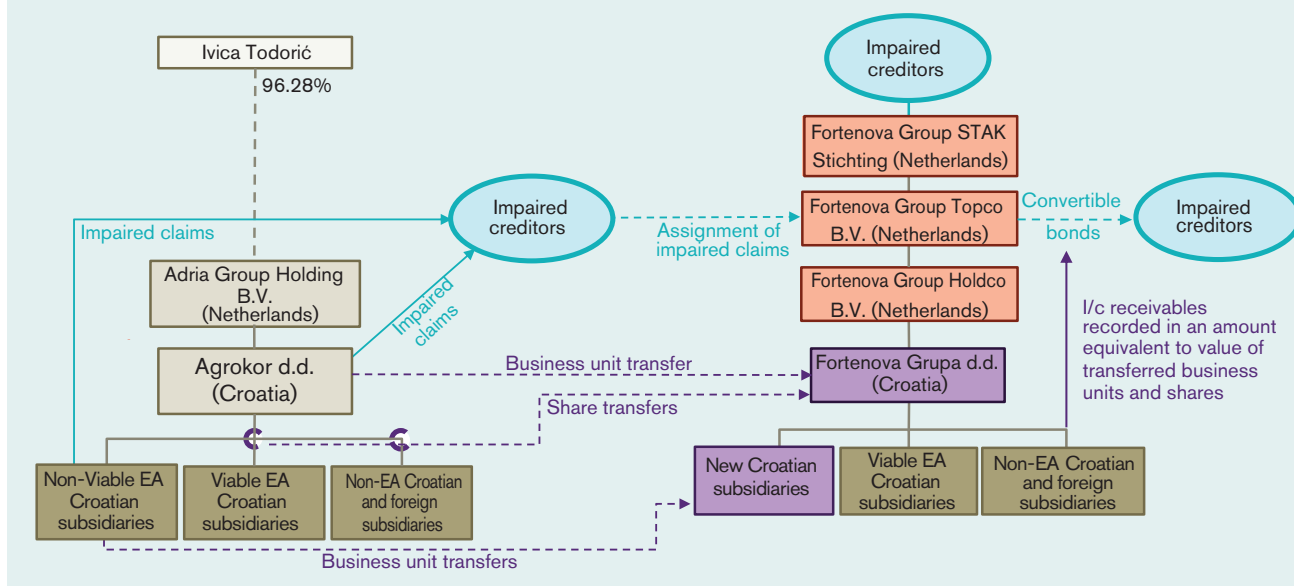 Ivica Todorić
96.28%
Impaired claims
Adria Group Holding
B.V.
(Netherlands)
Agrokor d.d.
(Croatia)
Impaired
claims
Impaired
creditors
Non-Viable EA
Croatian
subsidiaries
Viable EA
Croatian
subsidiaries
Non-EA Croatian
and foreign
subsidiaries
Business unit transfer
Share transfers
Business unit transfers
Assignment of
impaired claims
Impaired
creditors
Fortenova Group STAK
Stichting (Netherlands)
Fortenova Group Topco
B.V. (Netherlands)
Fortenova Group Holdco
B.V. (Netherlands)
Fortenova Grupa d.d.
(Croatia)
New Croatian
subsidiaries
Viable EA
Croatian
subsidiaries
Non-EA Croatian
and foreign
subsidiaries
Convertible
bonds
Impaired
creditors
I/c receivables
recorded in an amount
equivalent to value of
transferred business
units and shares